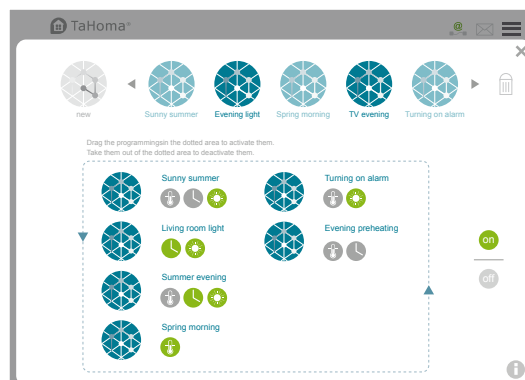 TaHoma®
@
new
Sunny summer
Evening light
Spring morning
TV evening
Turning on alarm
Drag the programmingsin the dotted area to activate them.
Take them out of the dotted area to deactivate them.
Sunny summer
Turning on alarm
Living room light
Evening preheating
Summer evening
Spring morning
on
off